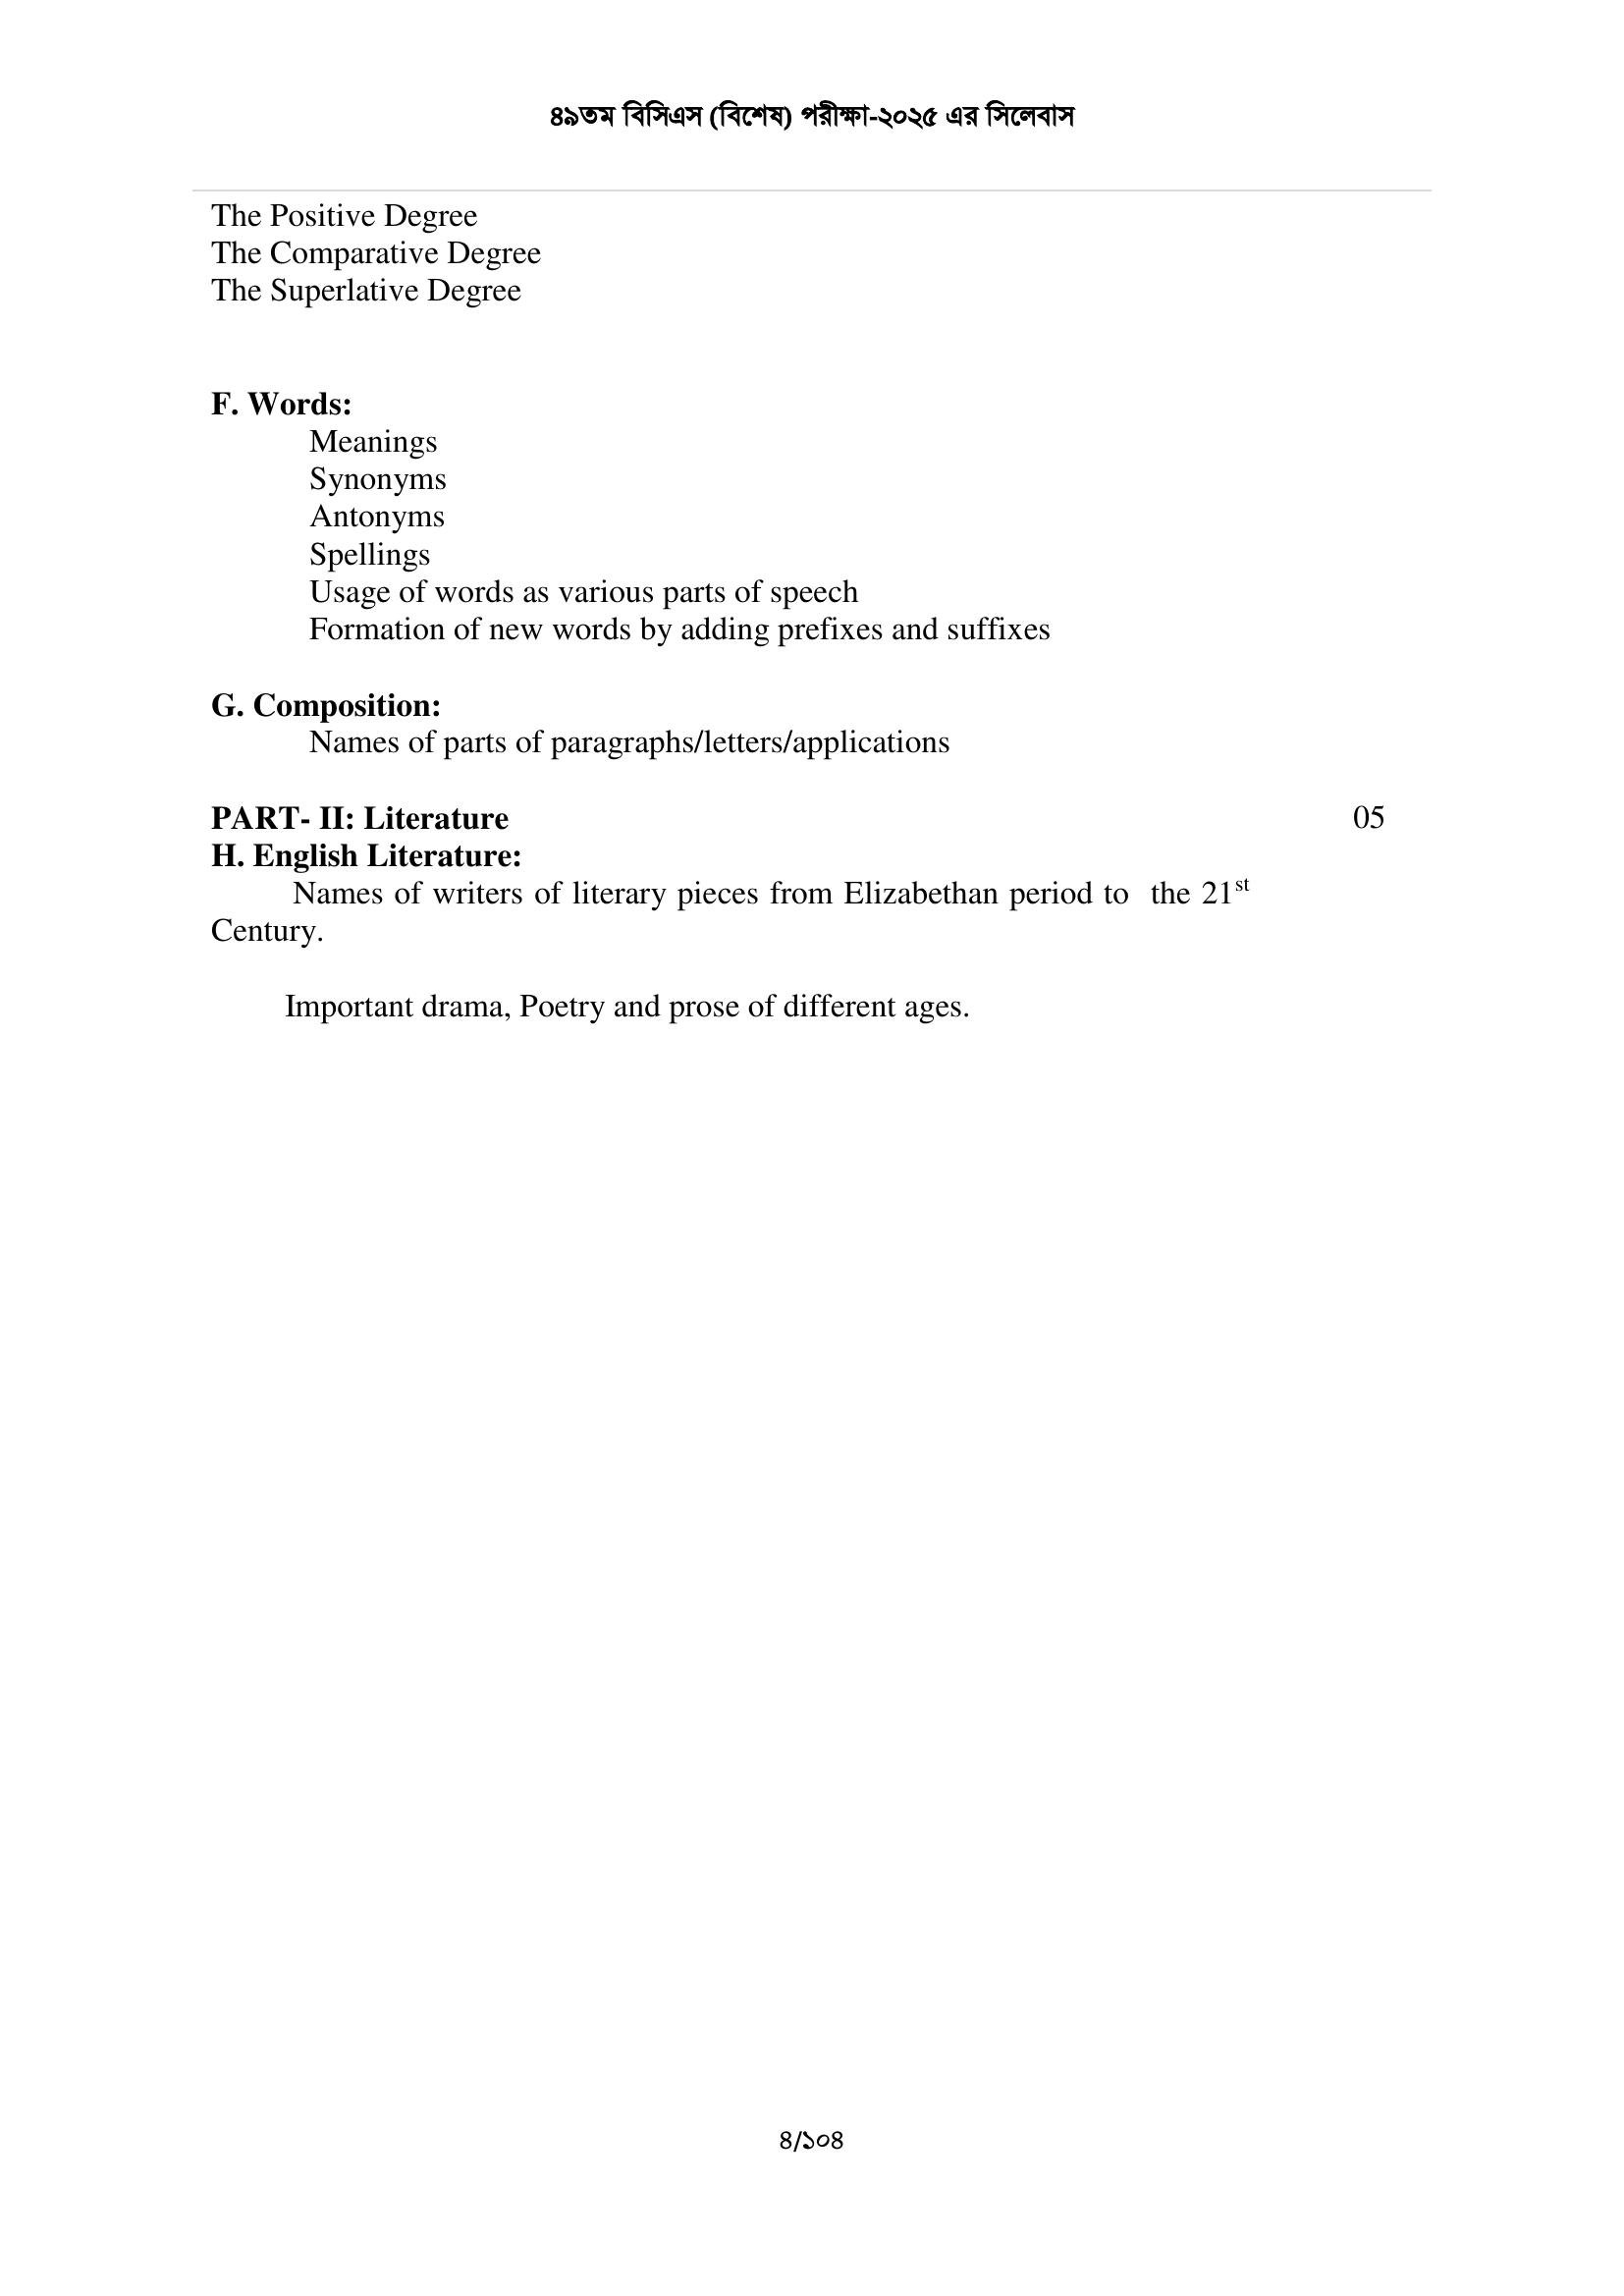 ৪৯তম বিসিএস (বিশেষ) পরীক্ষা-২০২৫ এর সিলেবাস
The Positive Degree
The Comparative Degree
The Superlative Degree
F. Words:
Meanings
Synonyms
Antonyms
Spellings
Usage of words as various parts of speech
Formation of new words by adding prefixes and suffixes
G. Composition:
Names of parts of paragraphs/letters/applications
PART- II: Literature 05
H. English Literature:
Names of writers of literary pieces from Elizabethan period to the 21st
Century.
Important drama, Poetry and prose of different ages.
৪/১০৪